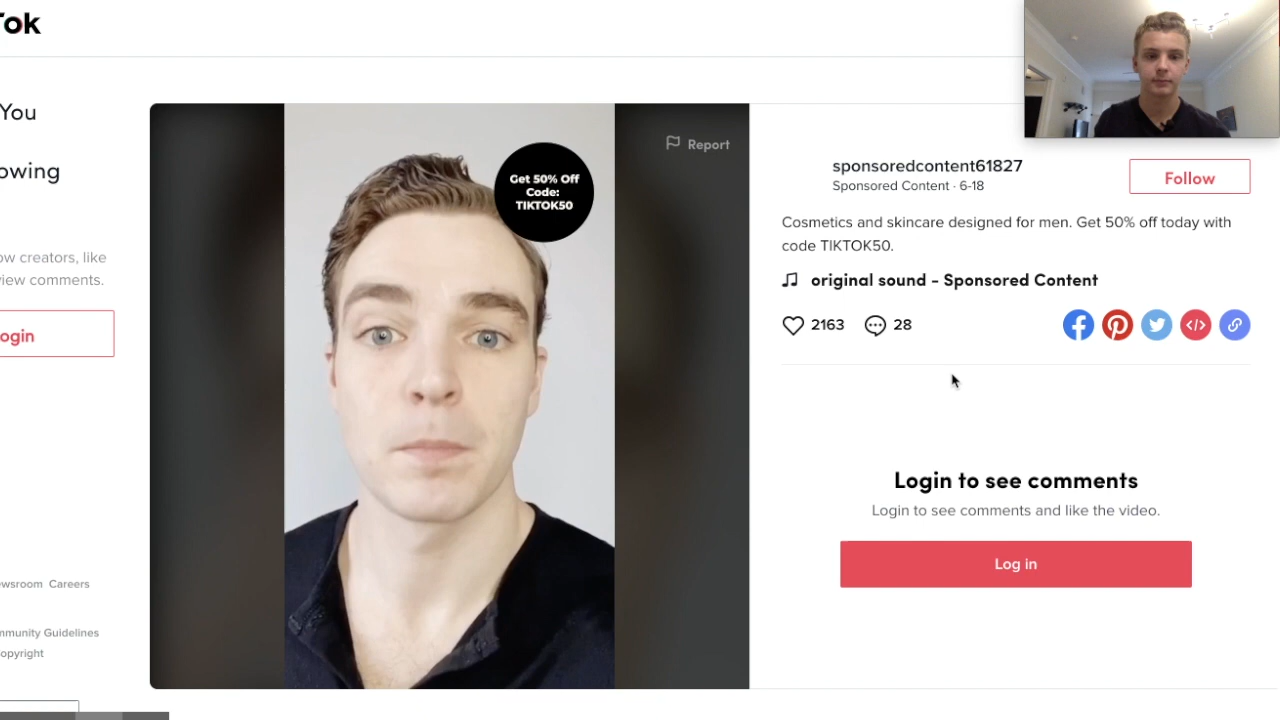 Tok
You
owing
ow creators, like
view comments.
ogin
ewsroom Careers
mmunity Guidelines
opyright
Report
Get 50% Off
Code:
TIKTOK50
sponsoredcontent61827
Sponsored Content · 6-18
Follow
Cosmetics and skincare designed for men. Get 50% off today with
code TIKTOK50.
original sound - Sponsored Content
2163
28
Login to see comments
Login to see comments and like the video.
Log in